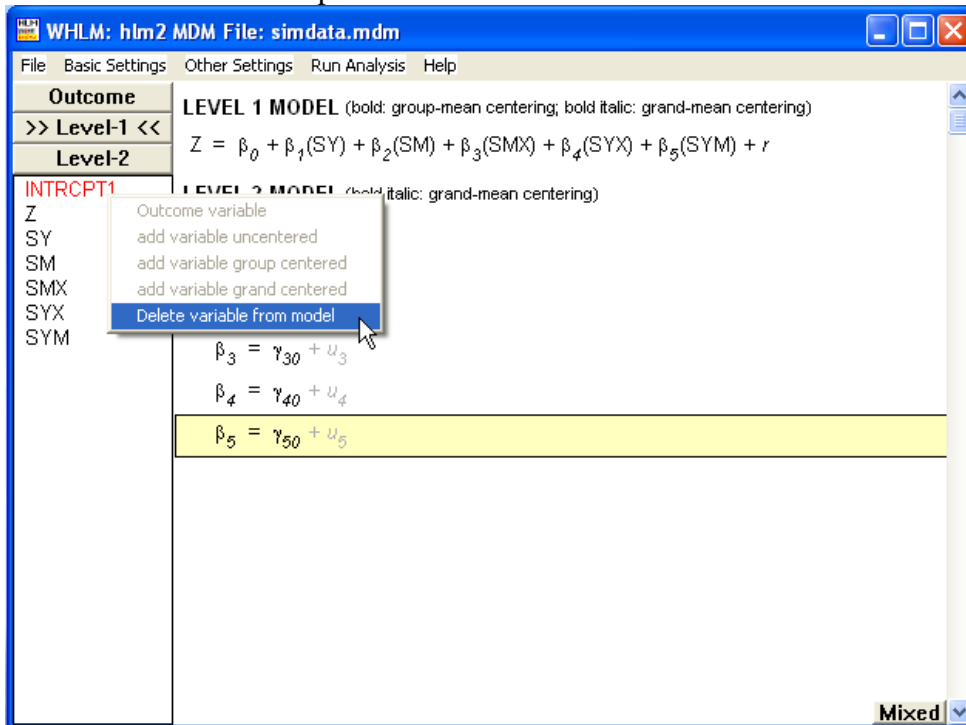 WHLM: hlm2 MDM File: simdata.mdm
File Basic Settings Other Settings Run Analysis Help
Outcome
>> Level-1 <<
Level-2
INTRCPT1
Z
SY
SM
SMX
SYX
SYM
LEVEL 1 MODEL (bold: group-mean centering; bold italic: grand-mean centering)
Z = β0 + β1(SY) + β2(SM) + β3(SMX) + β4(SYX) + β5(SYM) + r
LEVEL 2 MODEL (bold italic: grand-mean centering)
Outcome variable
add variable uncentered
add variable group centered
add variable grand centered
Delete variable from model
β3 = γ30 + u3
β4 = γ40 + u4
β5 = γ50 + u5
Mixed